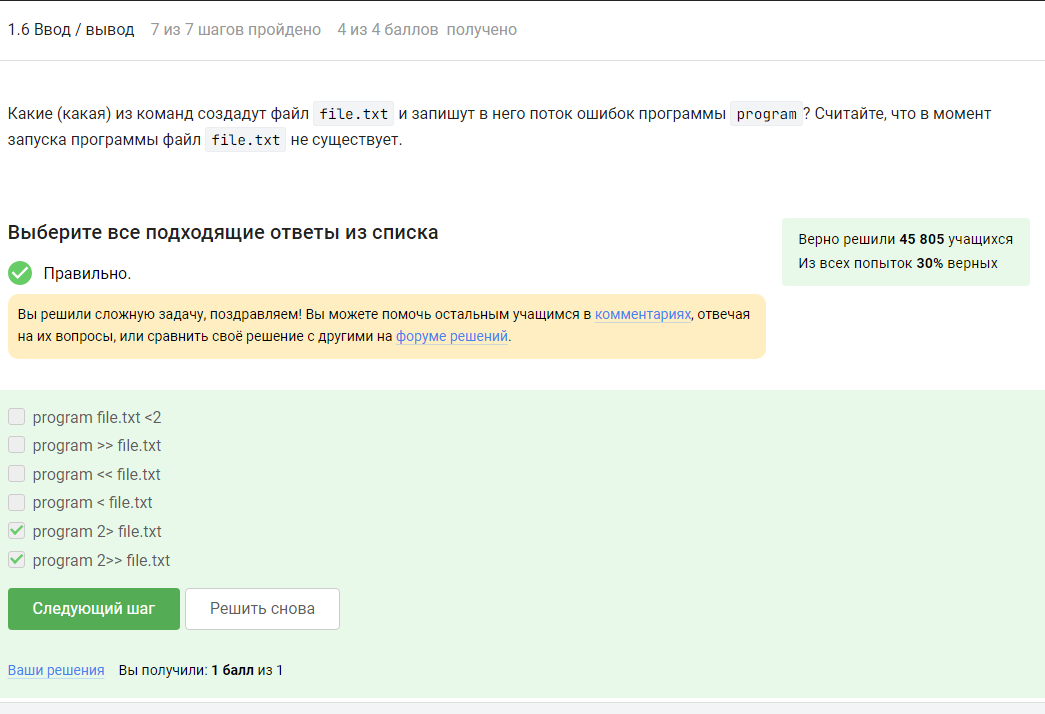 1.6 Ввод / вывод 7 из 7 шагов пройдено 4 из 4 баллов получено
Какие (какая) из команд создадут файл file.txt и запишут в него поток ошибок программы program? Считайте, что в момент
запуска программы файл file.txt не существует.
Выберите все подходящие ответы из списка
Верно решили 45 805 учащихся
Из всех попыток 30% верных
Правильно.
Вы решили сложную задачу, поздравляем! Вы можете помочь остальным учащимся в комментариях, отвечая
на их вопросы, или сравнить своё решение с другими на форуме решений.
program file.txt <2
program >> file.txt
program << file.txt
program < file.txt
program 2> file.txt
program 2>> file.txt
Следующий шаг Решить снова
Ваши решения Вы получили: 1 балл из 1